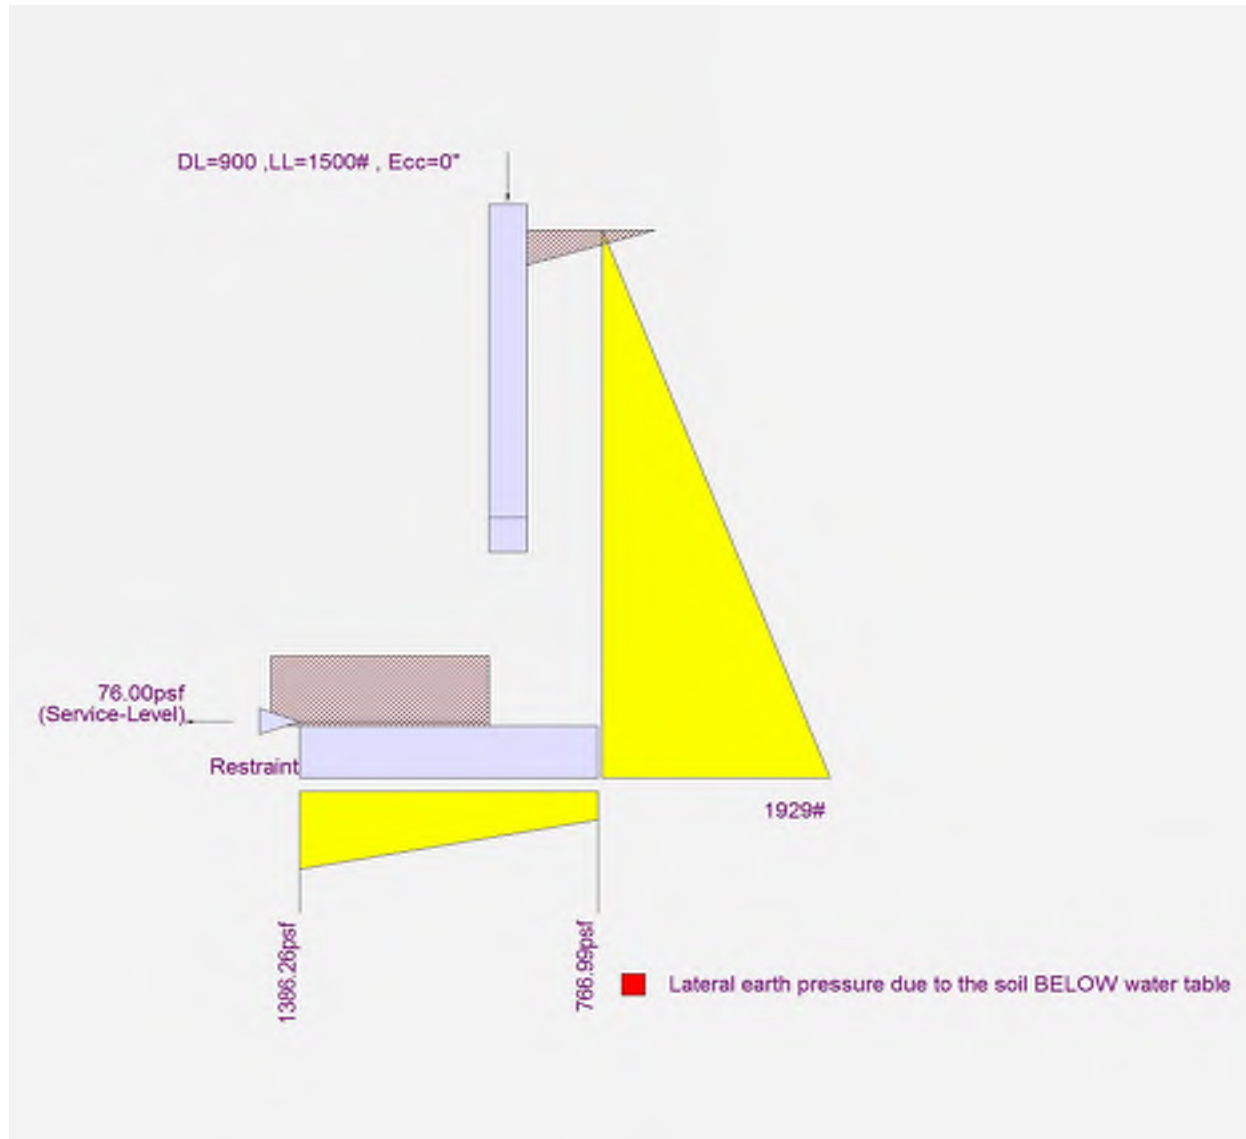 DL=900 ,LL=1500# , Ecc=0"
76.00psf
(Service-Level)
Restraint
1929#
1386.26psf
766.99psf
Lateral earth pressure due to the soil BELOW water table